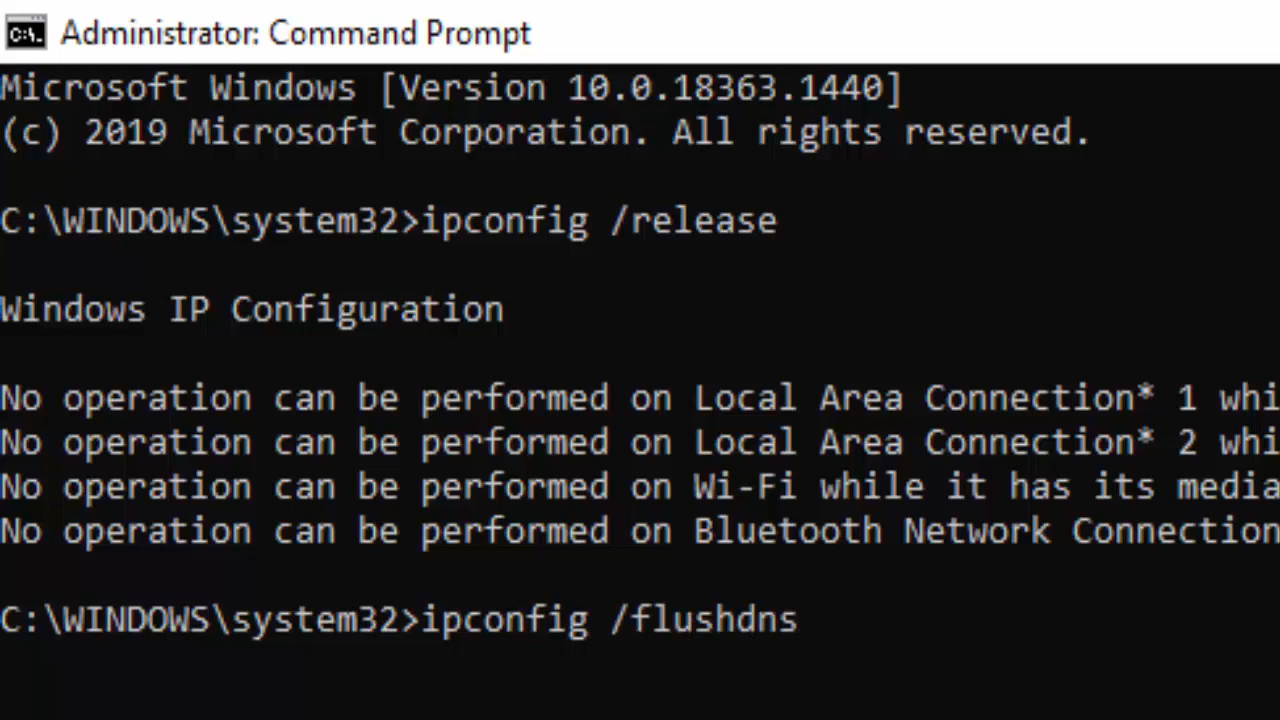 C:\.
Administrator: Command Prompt
Microsoft Windows [Version 10.0.18363.1440]
(c) 2019 Microsoft Corporation. All rights reserved.
C:\WINDOWS\system32>ipconfig /release
Windows IP Configuration
No operation can be performed on Local Area Connection* 1 whi
No operation can be performed on Local Area Connection* 2 whi
No operation can be performed on Wi-Fi while it has its media
No operation can be performed on Bluetooth Network Connection
C:\WINDOWS\system32>ipconfig /flushdns